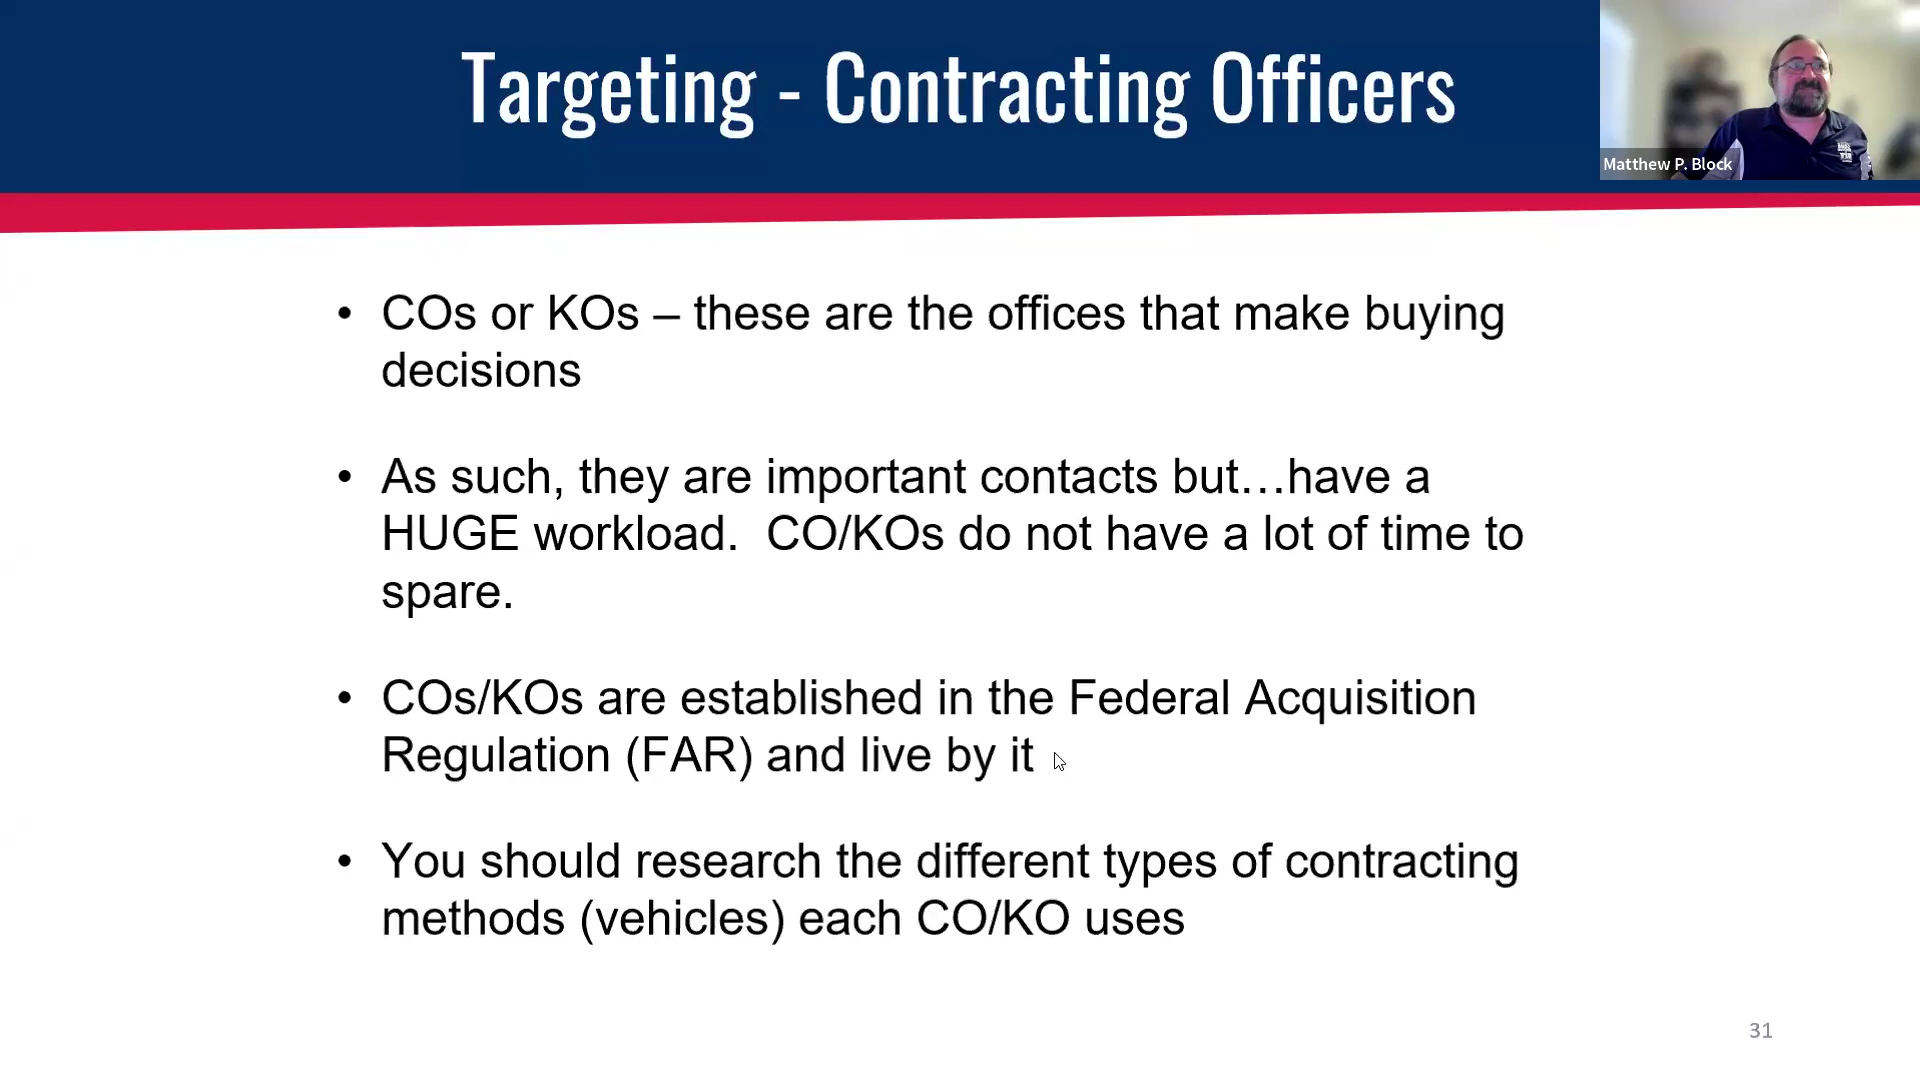 Targeting - Contracting Officers
Matthew P. Block
• COs or KOs – these are the offices that make buying
decisions
• As such, they are important contacts but…have a
HUGE workload.  CO/KOs do not have a lot of time to
spare.
• COs/KOs are established in the Federal Acquisition
Regulation (FAR) and live by it
• You should research the different types of contracting
methods (vehicles) each CO/KO uses
31